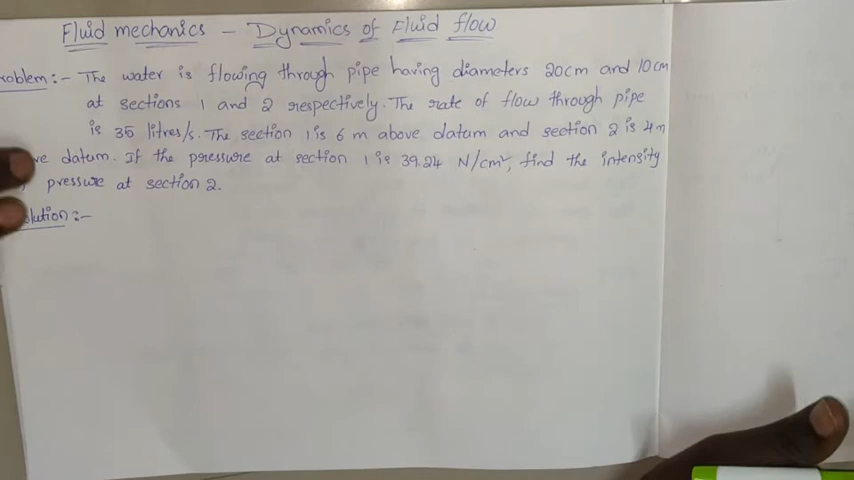 Fluid mechanics - Dynamics of Fluid flow
roblem:- The water is flowing through pipe having diameters 20cm and 10cm
at sections 1 and 2 respectively. The rate of flow through pipe
is 35 litres/s. The section 1 is 6 m above datum and section 2 is 4m
ve datum. If the pressure at section 1 is 39.24 N/cm², find the intensity
pressure at section 2.
lution:-